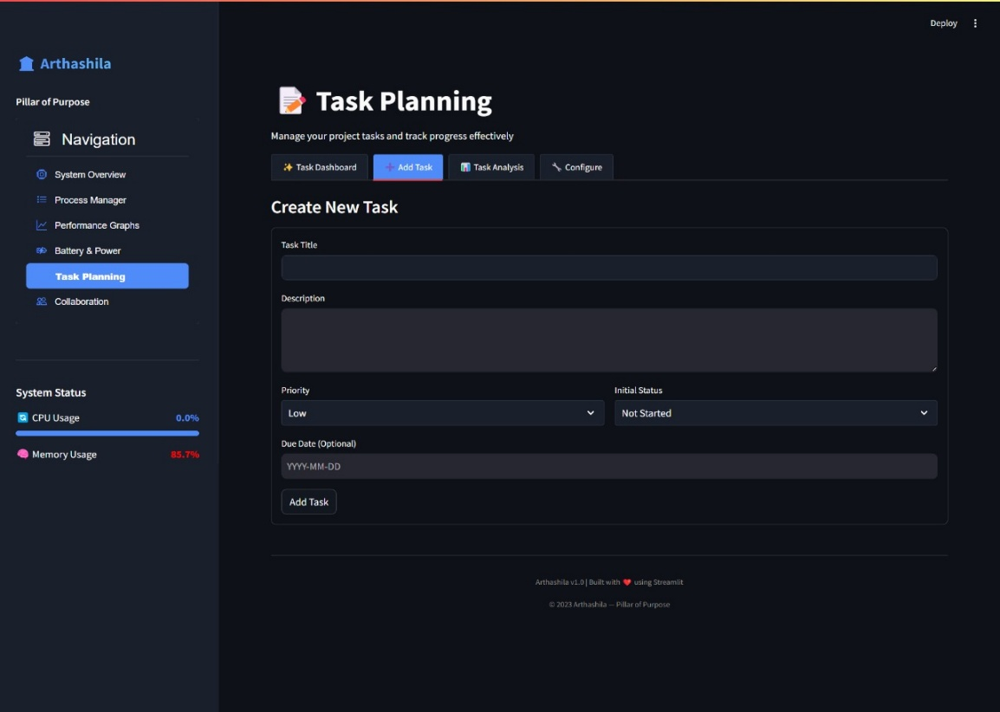 Deploy
Arthashila
Pillar of Purpose
Navigation
System Overview
Process Manager
Performance Graphs
Battery & Power
Task Planning
Collaboration
System Status
CPU Usage 0.0%
Memory Usage 85.7%
Task Planning
Manage your project tasks and track progress effectively
Task Dashboard Add Task Task Analysis Configure
Create New Task
Task Title
Description
Priority Initial Status
Low Not Started
Due Date (Optional)
YYYY-MM-DD
Add Task
Arthashila v1.0 | Built with ❤️ using Streamlit
© 2023 Arthashila — Pillar of Purpose